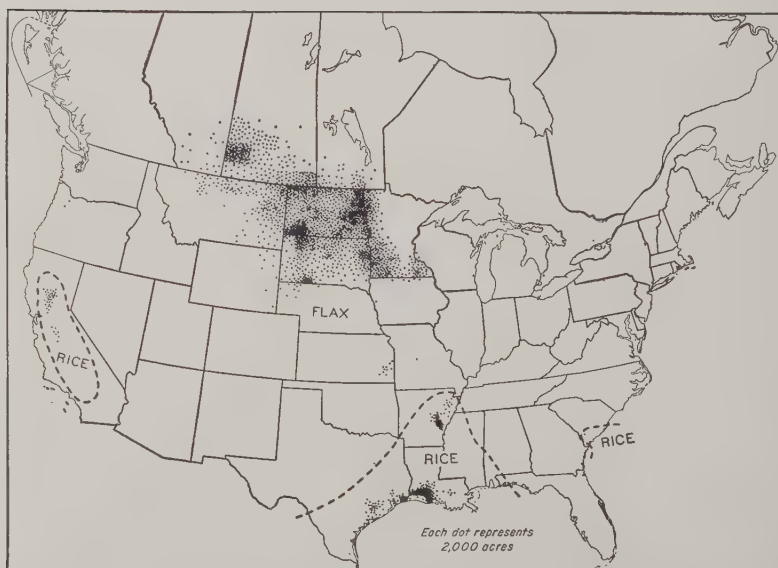 FLAX
RICE
RICE
RICE
Each dot represents
2,000 acres